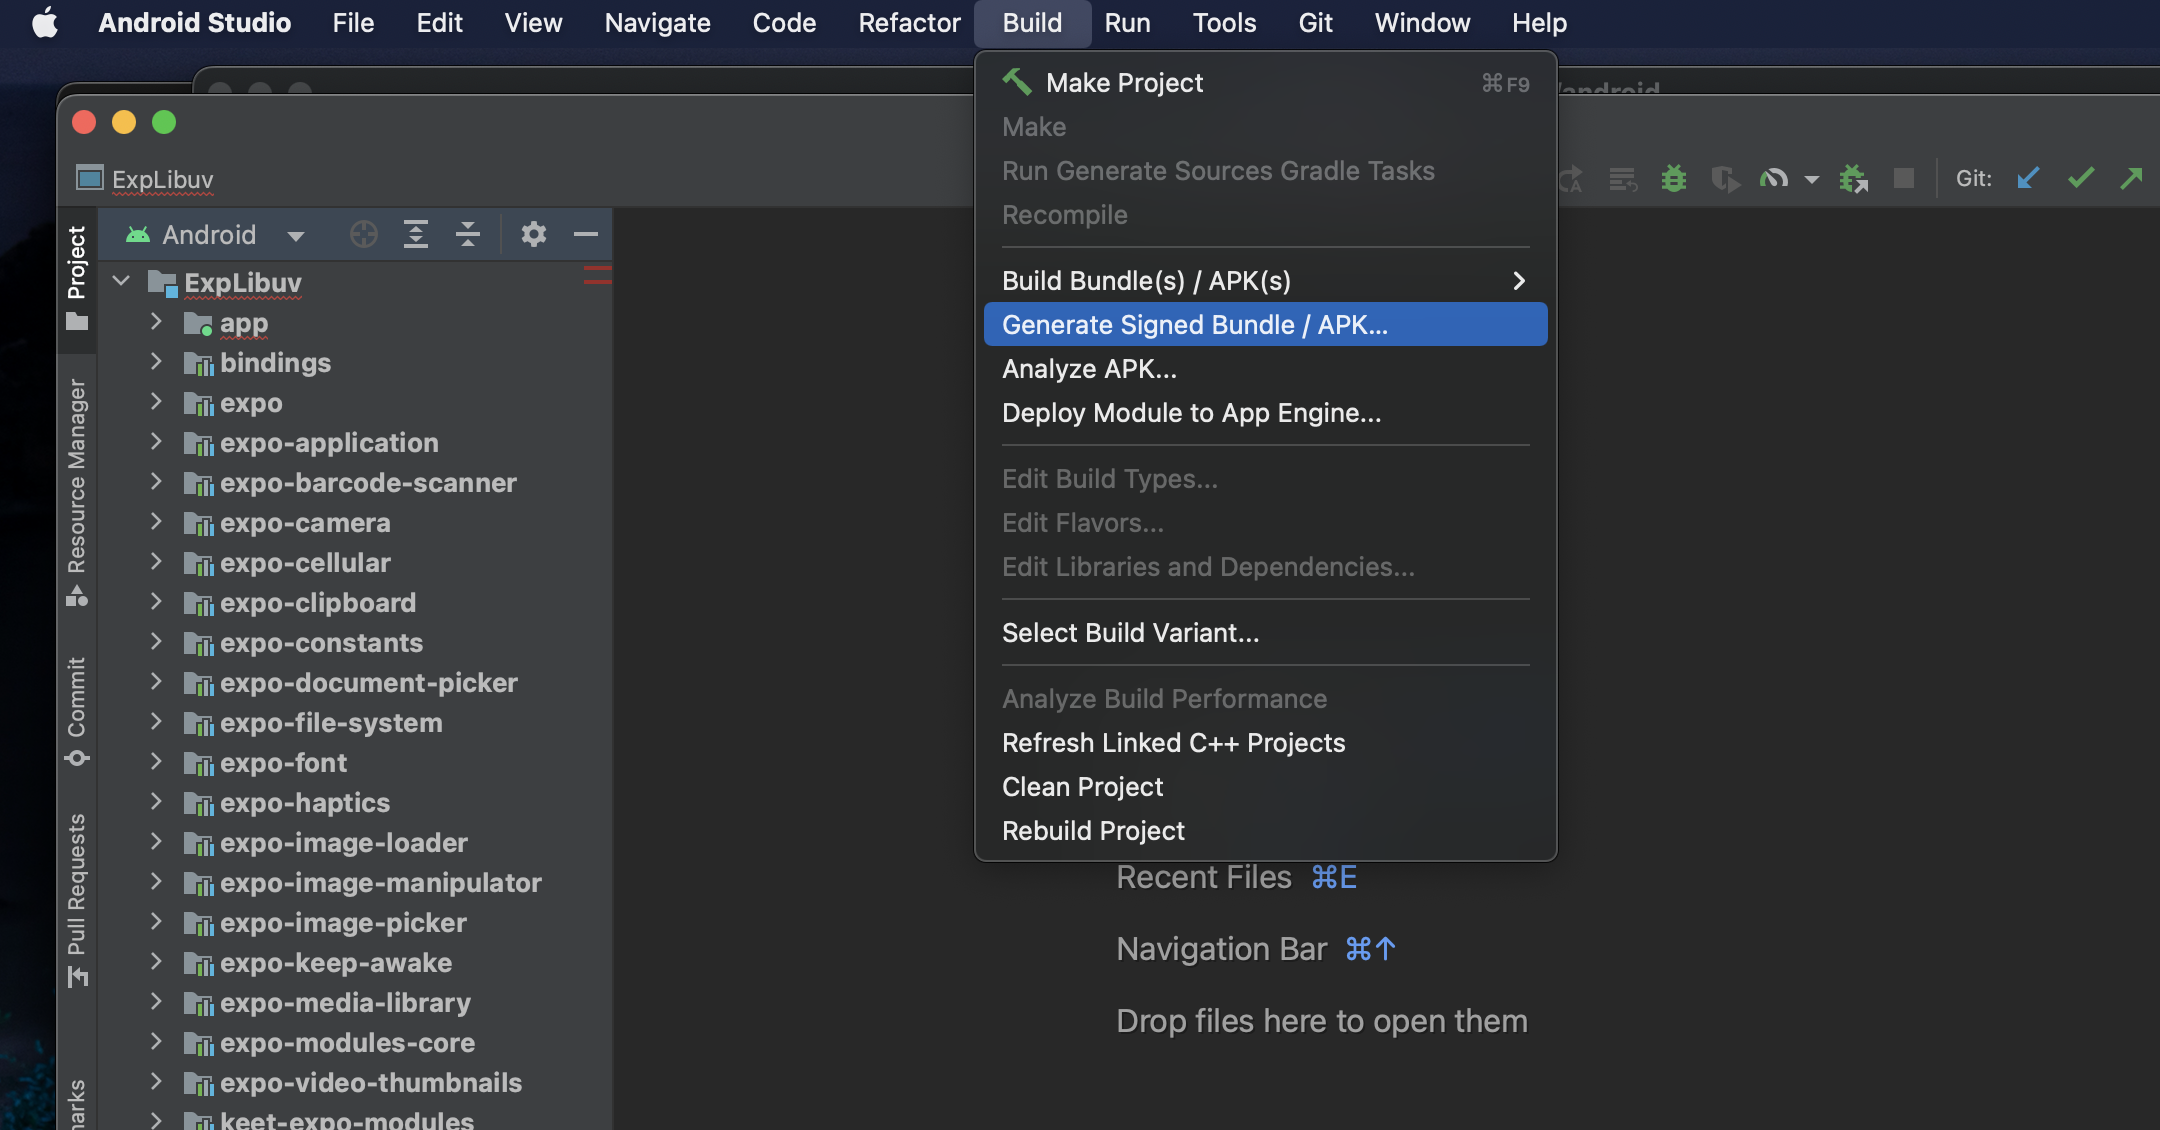 Android Studio File Edit View Navigate Code Refactor Build Run Tools Git Window Help
Make Project ⌘F9
Make
Run Generate Sources Gradle Tasks
Recompile
Build Bundle(s) / APK(s)
Generate Signed Bundle / APK...
Analyze APK...
Deploy Module to App Engine...
Edit Build Types...
Edit Flavors...
Edit Libraries and Dependencies...
Select Build Variant...
Analyze Build Performance
Refresh Linked C++ Projects
Clean Project
Rebuild Project
/android
ExpLibuv
Git:
Project
Resource Manager
Commit
Pull Requests
marks
Android
ExpLibuv
app
bindings
expo
expo-application
expo-barcode-scanner
expo-camera
expo-cellular
expo-clipboard
expo-constants
expo-document-picker
expo-file-system
expo-font
expo-haptics
expo-image-loader
expo-image-manipulator
expo-image-picker
expo-keep-awake
expo-media-library
expo-modules-core
expo-video-thumbnails
keet-expo-modules
Recent Files ⌘E
Navigation Bar ⌘↑
Drop files here to open them